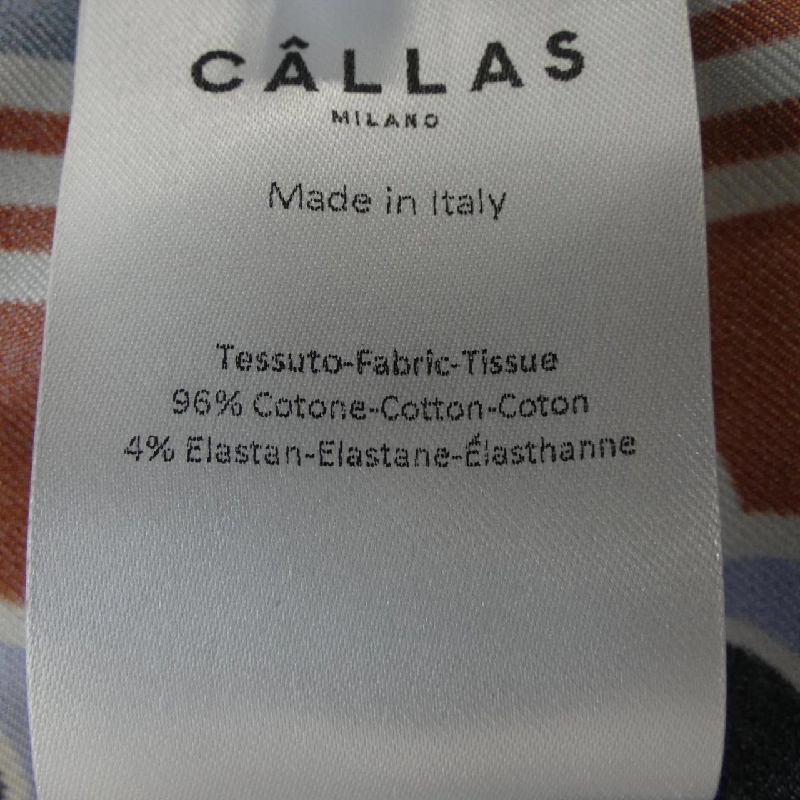 CÂLLAS
MILANO
Made in Italy
Tessuto-Fabric-Tissue
96% Cotone-Cotton-Coton
4% Elastan-Elastane-Élasthanne